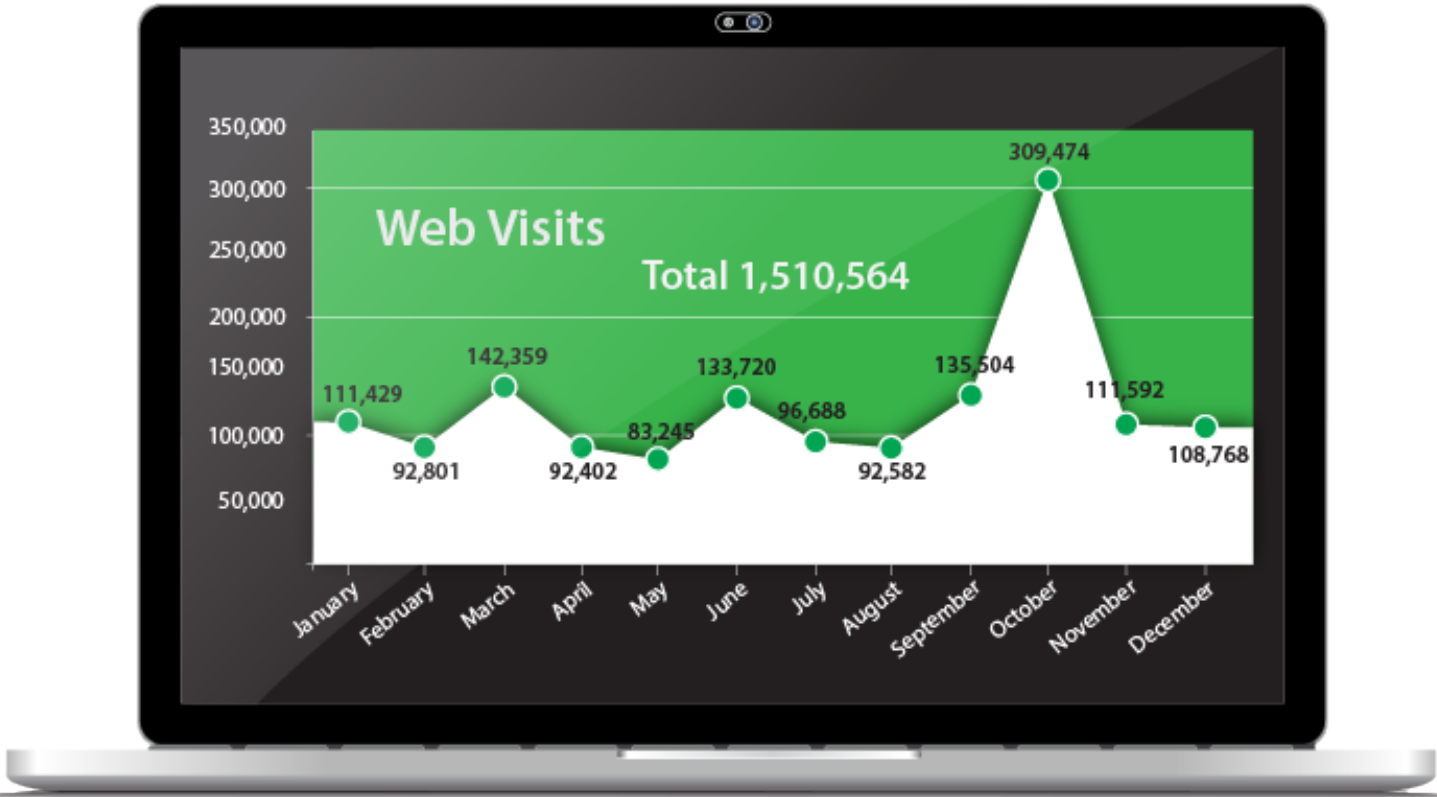 350,000
309,474
300,000
Web Visits
250,000
Total 1,510,564
200,000
142,359
150,000
133,720
135,504
111,429
96,688
111,592
100,000
83,245
92,801
92,402
92,582
108,768
50,000
January
February
March
April
May
June
July
August
September
October
November
December